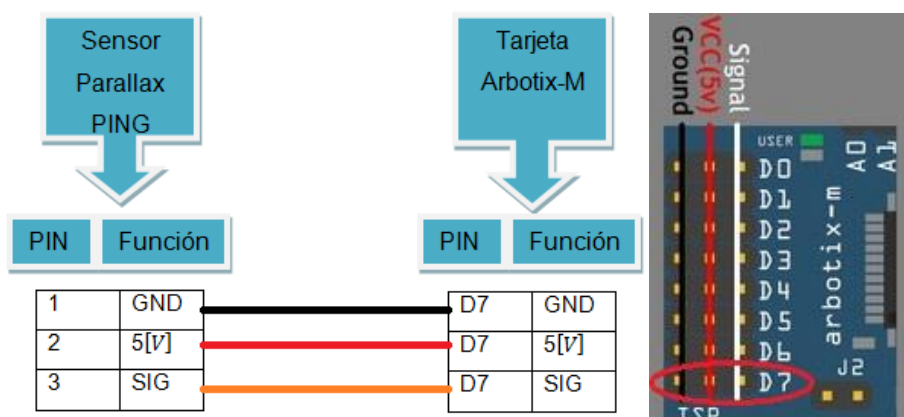 Sensor
Parallax
PING
Tarjeta
Arbotix-M
PIN Función
PIN Función
1 GND D7 GND
2 5[V] D7 5[V]
3 SIG D7 SIG
Ground
VCC(5v)
Signal
USER
D0
D1
D2
D3
D4
D5
D6
D7
A0
A1
arbotix-m
J2
ISP